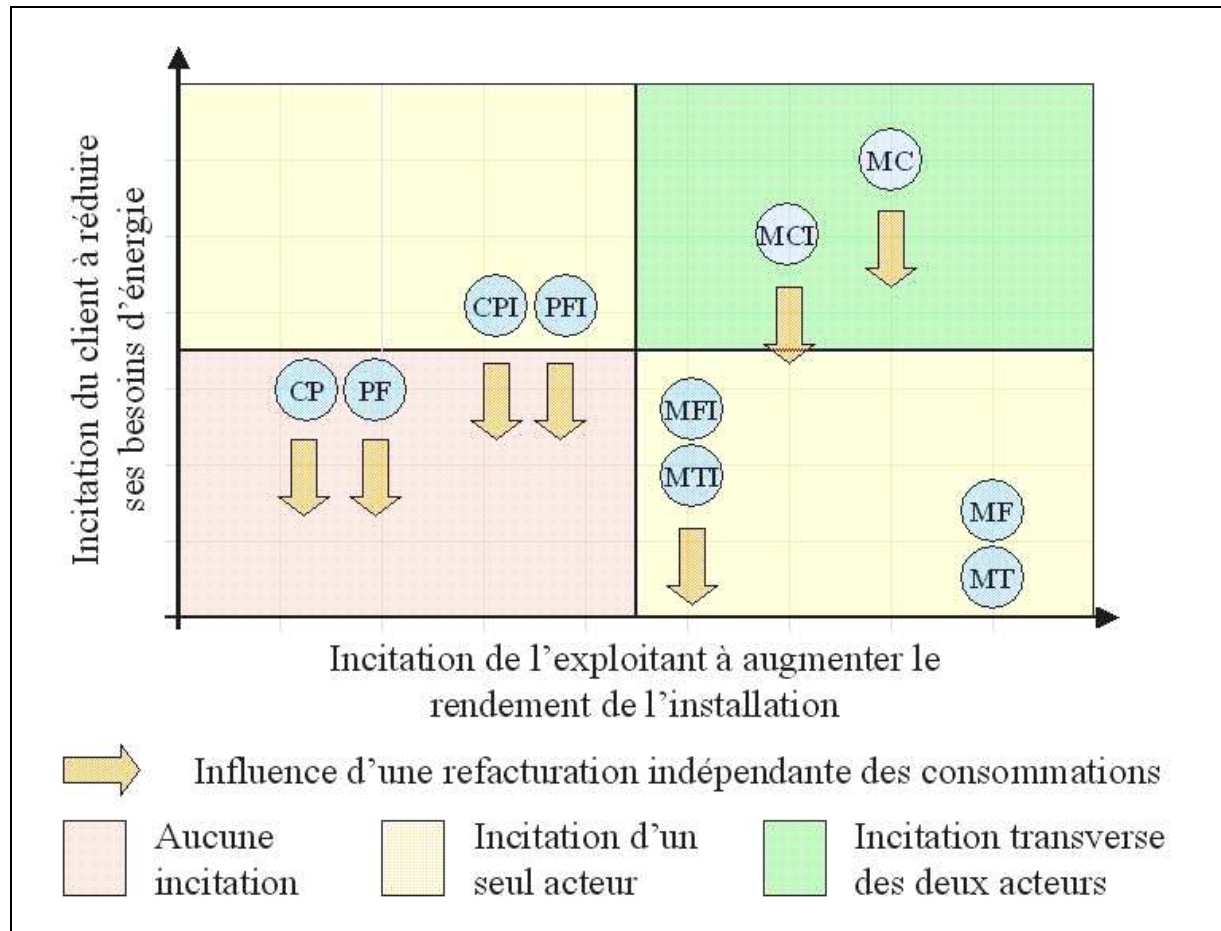 Incitation du client à réduire
ses besoins d’énergie
MC
MCI
CPI
PFI
CP
PF
MFI
MTI
MF
MT
Incitation de l’exploitant à augmenter le
rendement de l’installation
Influence d’une refacturation indépendante des consommations
Aucune
incitation
Incitation d’un
seul acteur
Incitation transverse
des deux acteurs